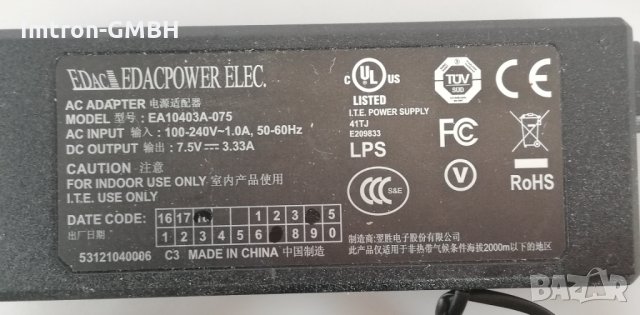 imtron-GMBH
EDAC EDACPOWER ELEC.
AC ADAPTER 电源适配器
MODEL 型号: EA10403A-075
AC INPUT 输入: 100-240V~1.0A, 50-60Hz
DC OUTPUT 输出: 7.5V ⎓ 3.33A
CAUTION 注意
FOR INDOOR USE ONLY 室内产品使用
I.T.E. USE ONLY
DATE CODE: 16 17 1 2 3 5
出厂日期 1 2 3 4 5 6 8 9 0
53121040006 C3 MADE IN CHINA 中国制造
C UL US
LISTED
I.T.E. POWER SUPPLY
41TJ
E209833
LPS
TÜV
SÜD
CE
FC
RoHS
CCC S&E
制造商: 翌胜电子股份有限公司
此产品仅适用于非热带气候条件海拔2000m以下的地区
imtron-GMBH
BAZAR